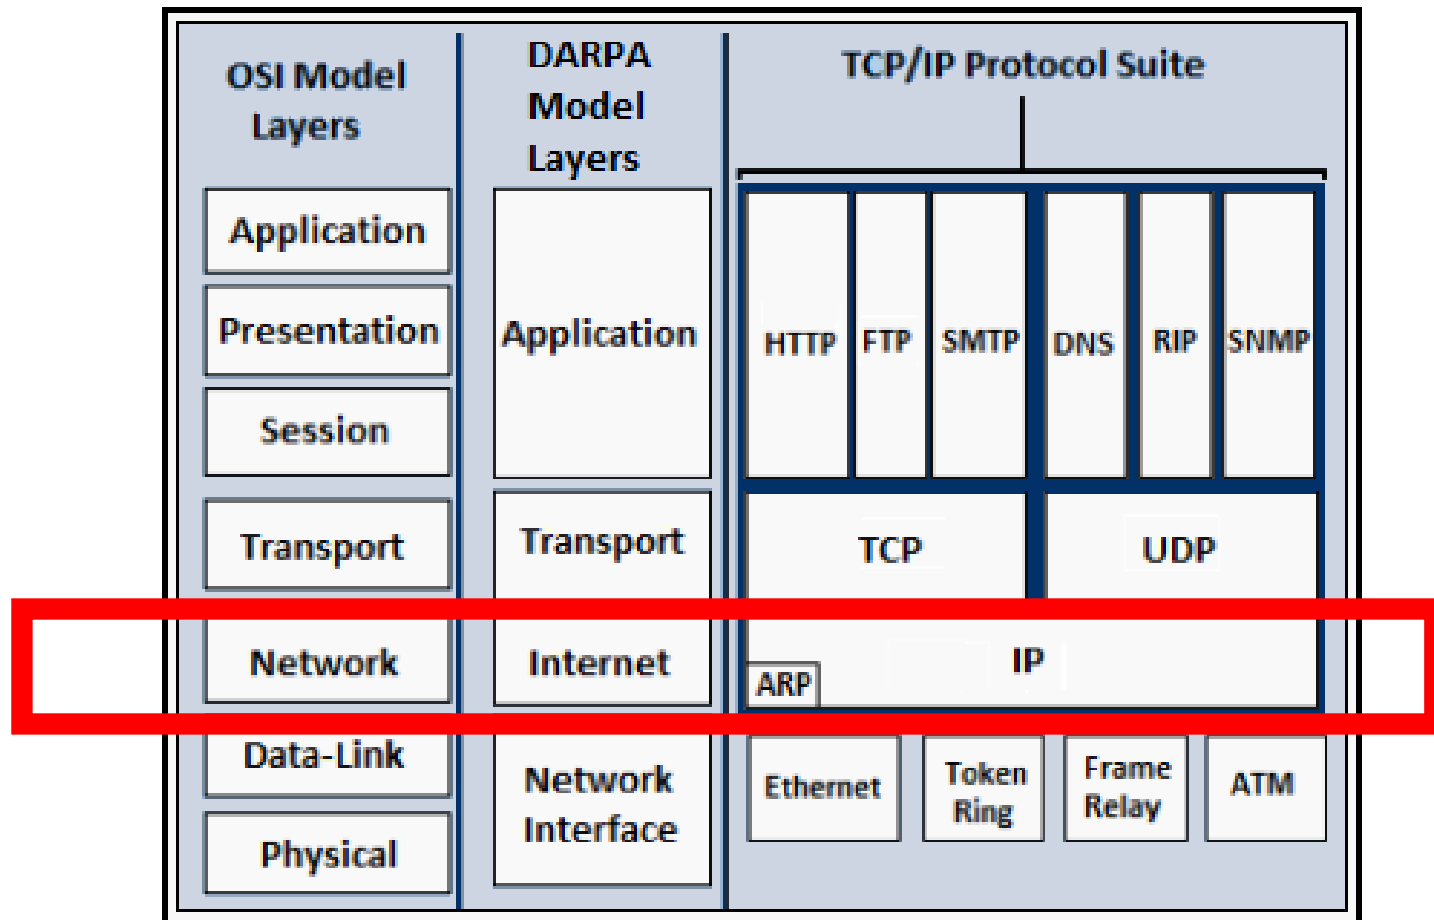 OSI Model
Layers
DARPA
Model
Layers
TCP/IP Protocol Suite
Application
Presentation
Session
Transport
Network
Data-Link
Physical
Application
Transport
Internet
Network
Interface
HTTP
FTP
SMTP
DNS
RIP
SNMP
TCP
UDP
IP
ARP
Ethernet
Token
Ring
Frame
Relay
ATM